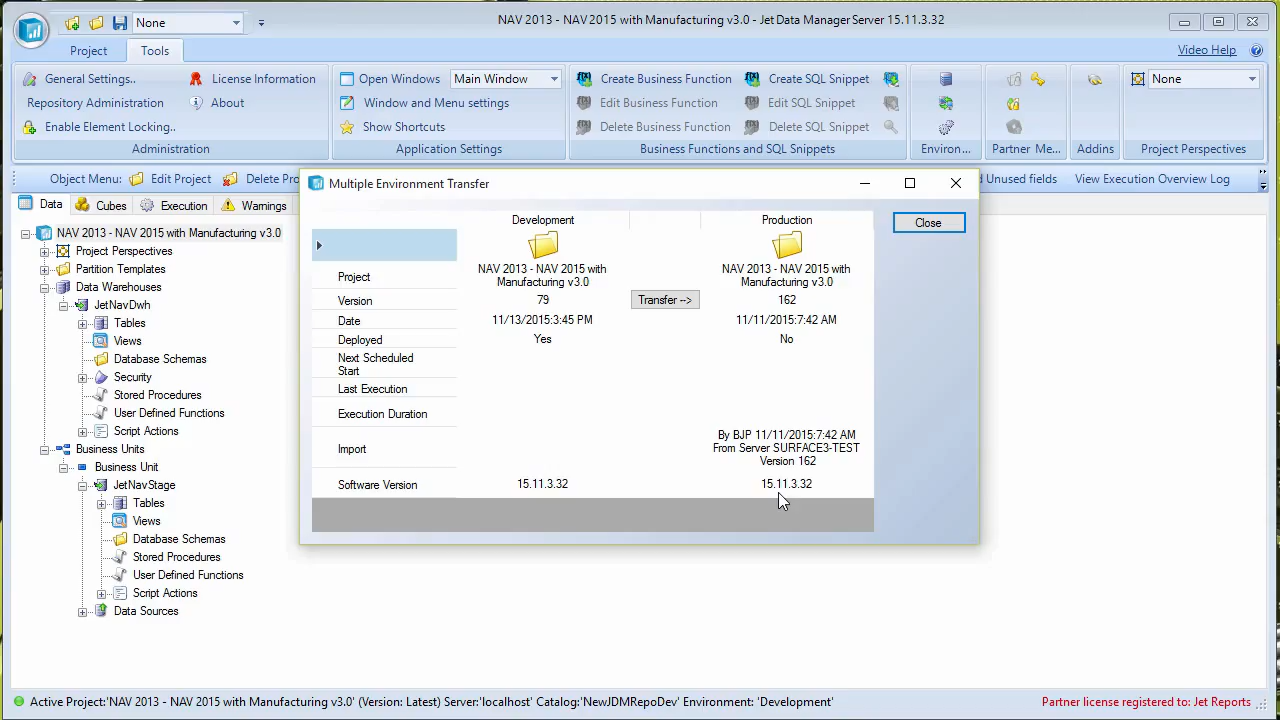 None
NAV 2013 - NAV 2015 with Manufacturing v3.0 - Jet Data ManagerServer 15.11.3.32
Project
Tools
Video Help
General Settings..
License Information
Open Windows
Main Window
Create Business Function
Create SQL Snippet
None
Repository Administration
About
Window and Menu settings
Edit Business Function
Edit SQL Snippet
Enable Element Locking..
Show Shortcuts
Delete Business Function
Delete SQL Snippet
Administration
Application Settings
Business Functions and SQL Snippets
Environ...
Partner Me...
Addins
Project Perspectives
Object Menu:
Edit Project
Delete Pro
d Unused fields
View Execution Overview Log
Data
Cubes
Execution
Warnings
NAV 2013 - NAV 2015 with Manufacturing v3.0
Project Perspectives
Partition Templates
Data Warehouses
JetNavDwh
Tables
Views
Database Schemas
Security
Stored Procedures
User Defined Functions
Script Actions
Business Units
Business Unit
JetNavStage
Tables
Views
Database Schemas
Stored Procedures
User Defined Functions
Script Actions
Data Sources
Multiple Environment Transfer
Development
Production
Close
Project
NAV 2013 - NAV 2015 with
Manufacturing v3.0
NAV 2013 - NAV 2015 with
Manufacturing v3.0
Version
79
Transfer -->
162
Date
11/13/2015:3:45 PM
11/11/2015:7:42 AM
Deployed
Yes
No
Next Scheduled
Start
Last Execution
Execution Duration
Import
By BJP 11/11/2015:7:42 AM
From Server SURFACE3-TEST
Version 162
Software Version
15.11.3.32
15.11.3.32
Active Project:'NAV 2013 - NAV 2015 with Manufacturing v3.0' (Version: Latest) Server:'localhost' Catalog:'NewJDMRepoDev' Environment: 'Development'
Partner license registered to: Jet Reports